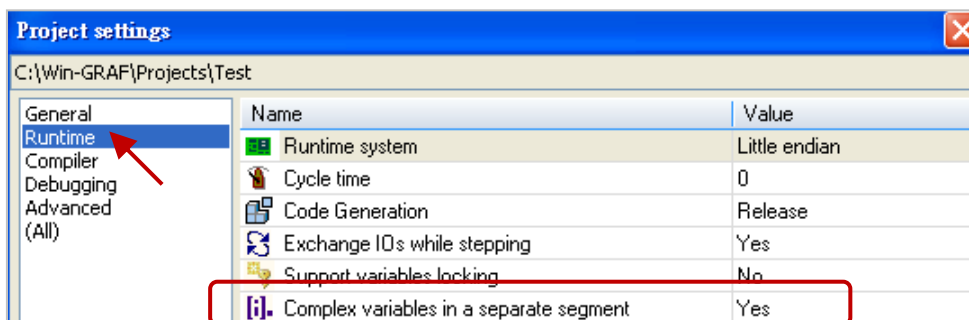 Project settings
C:\Win-GRAF\Projects\Test
General
Runtime
Compiler
Debugging
Advanced
(All)
Name Value
Runtime system Little endian
Cycle time 0
Code Generation Release
Exchange IOs while stepping Yes
Support variables locking No
Complex variables in a separate segment Yes